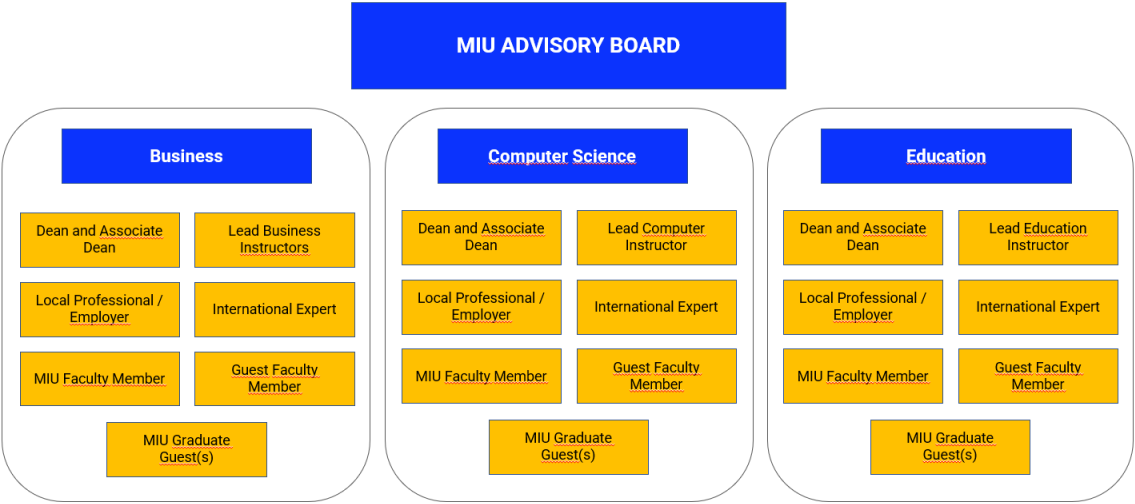 MIU ADVISORY BOARD
Business
Dean and Associate
Dean
Lead Business
Instructors
Local Professional /
Employer
International Expert
MIU Faculty Member
Guest Faculty
Member
MIU Graduate
Guest(s)
Computer Science
Dean and Associate
Dean
Lead Computer
Instructor
Local Professional /
Employer
International Expert
MIU Faculty Member
Guest Faculty
Member
MIU Graduate
Guest(s)
Education
Dean and Associate
Dean
Lead Education
Instructor
Local Professional /
Employer
International Expert
MIU Faculty Member
Guest Faculty
Member
MIU Graduate
Guest(s)